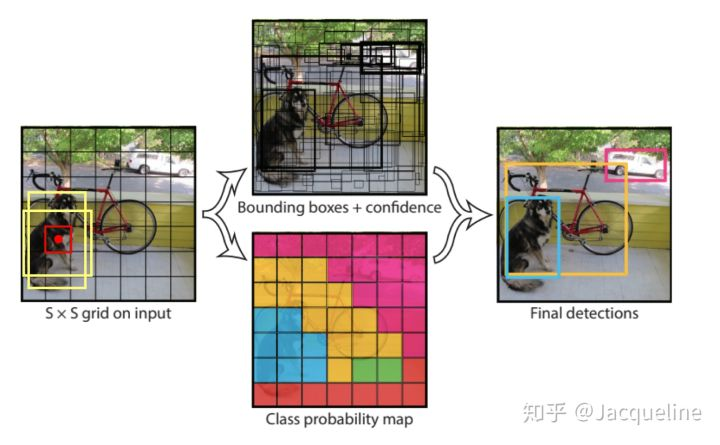 Bounding boxes + confidence
S × S grid on input
Final detections
Class probability map
知乎 @Jacqueline